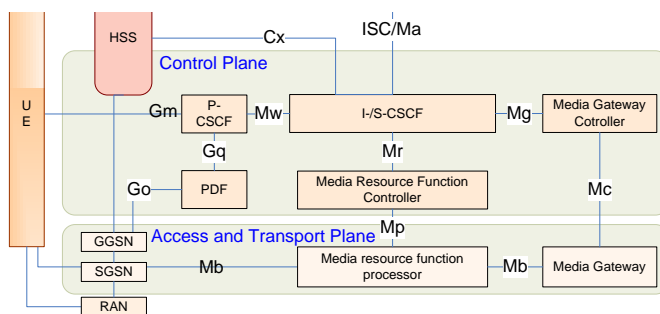 HSS
Cx
ISC/Ma
Control Plane
U
E
Gm
P-
CSCF
Mw
I-/S-CSCF
Mg
Media Gateway
Cotroller
Gq
Mr
Go
PDF
Media Resource Function
Controller
Mc
GGSN
Access and Transport Plane
Mp
SGSN
Mb
Media resource function
processor
Mb
Media Gateway
RAN